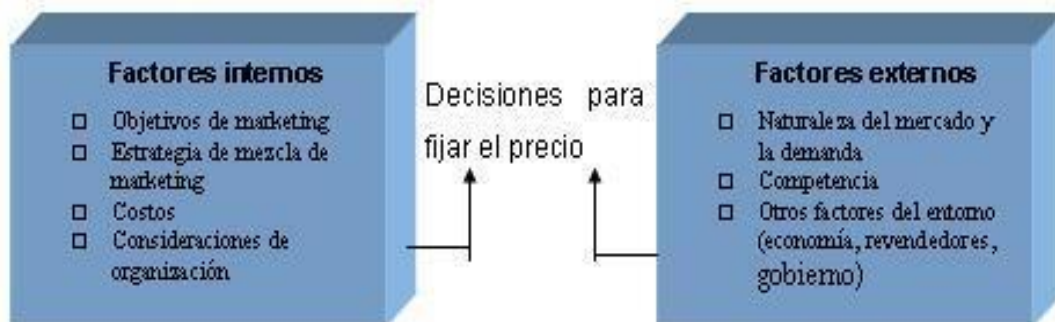 Factores internos
Objetivos de marketing
Estrategia de mezcla de
marketing
Costos
Consideraciones de
organización
Decisiones para
fijar el precio
Factores externos
Naturaleza del mercado y
la demanda
Competencia
Otros factores del entorno
(economía, revendedores,
gobierno)